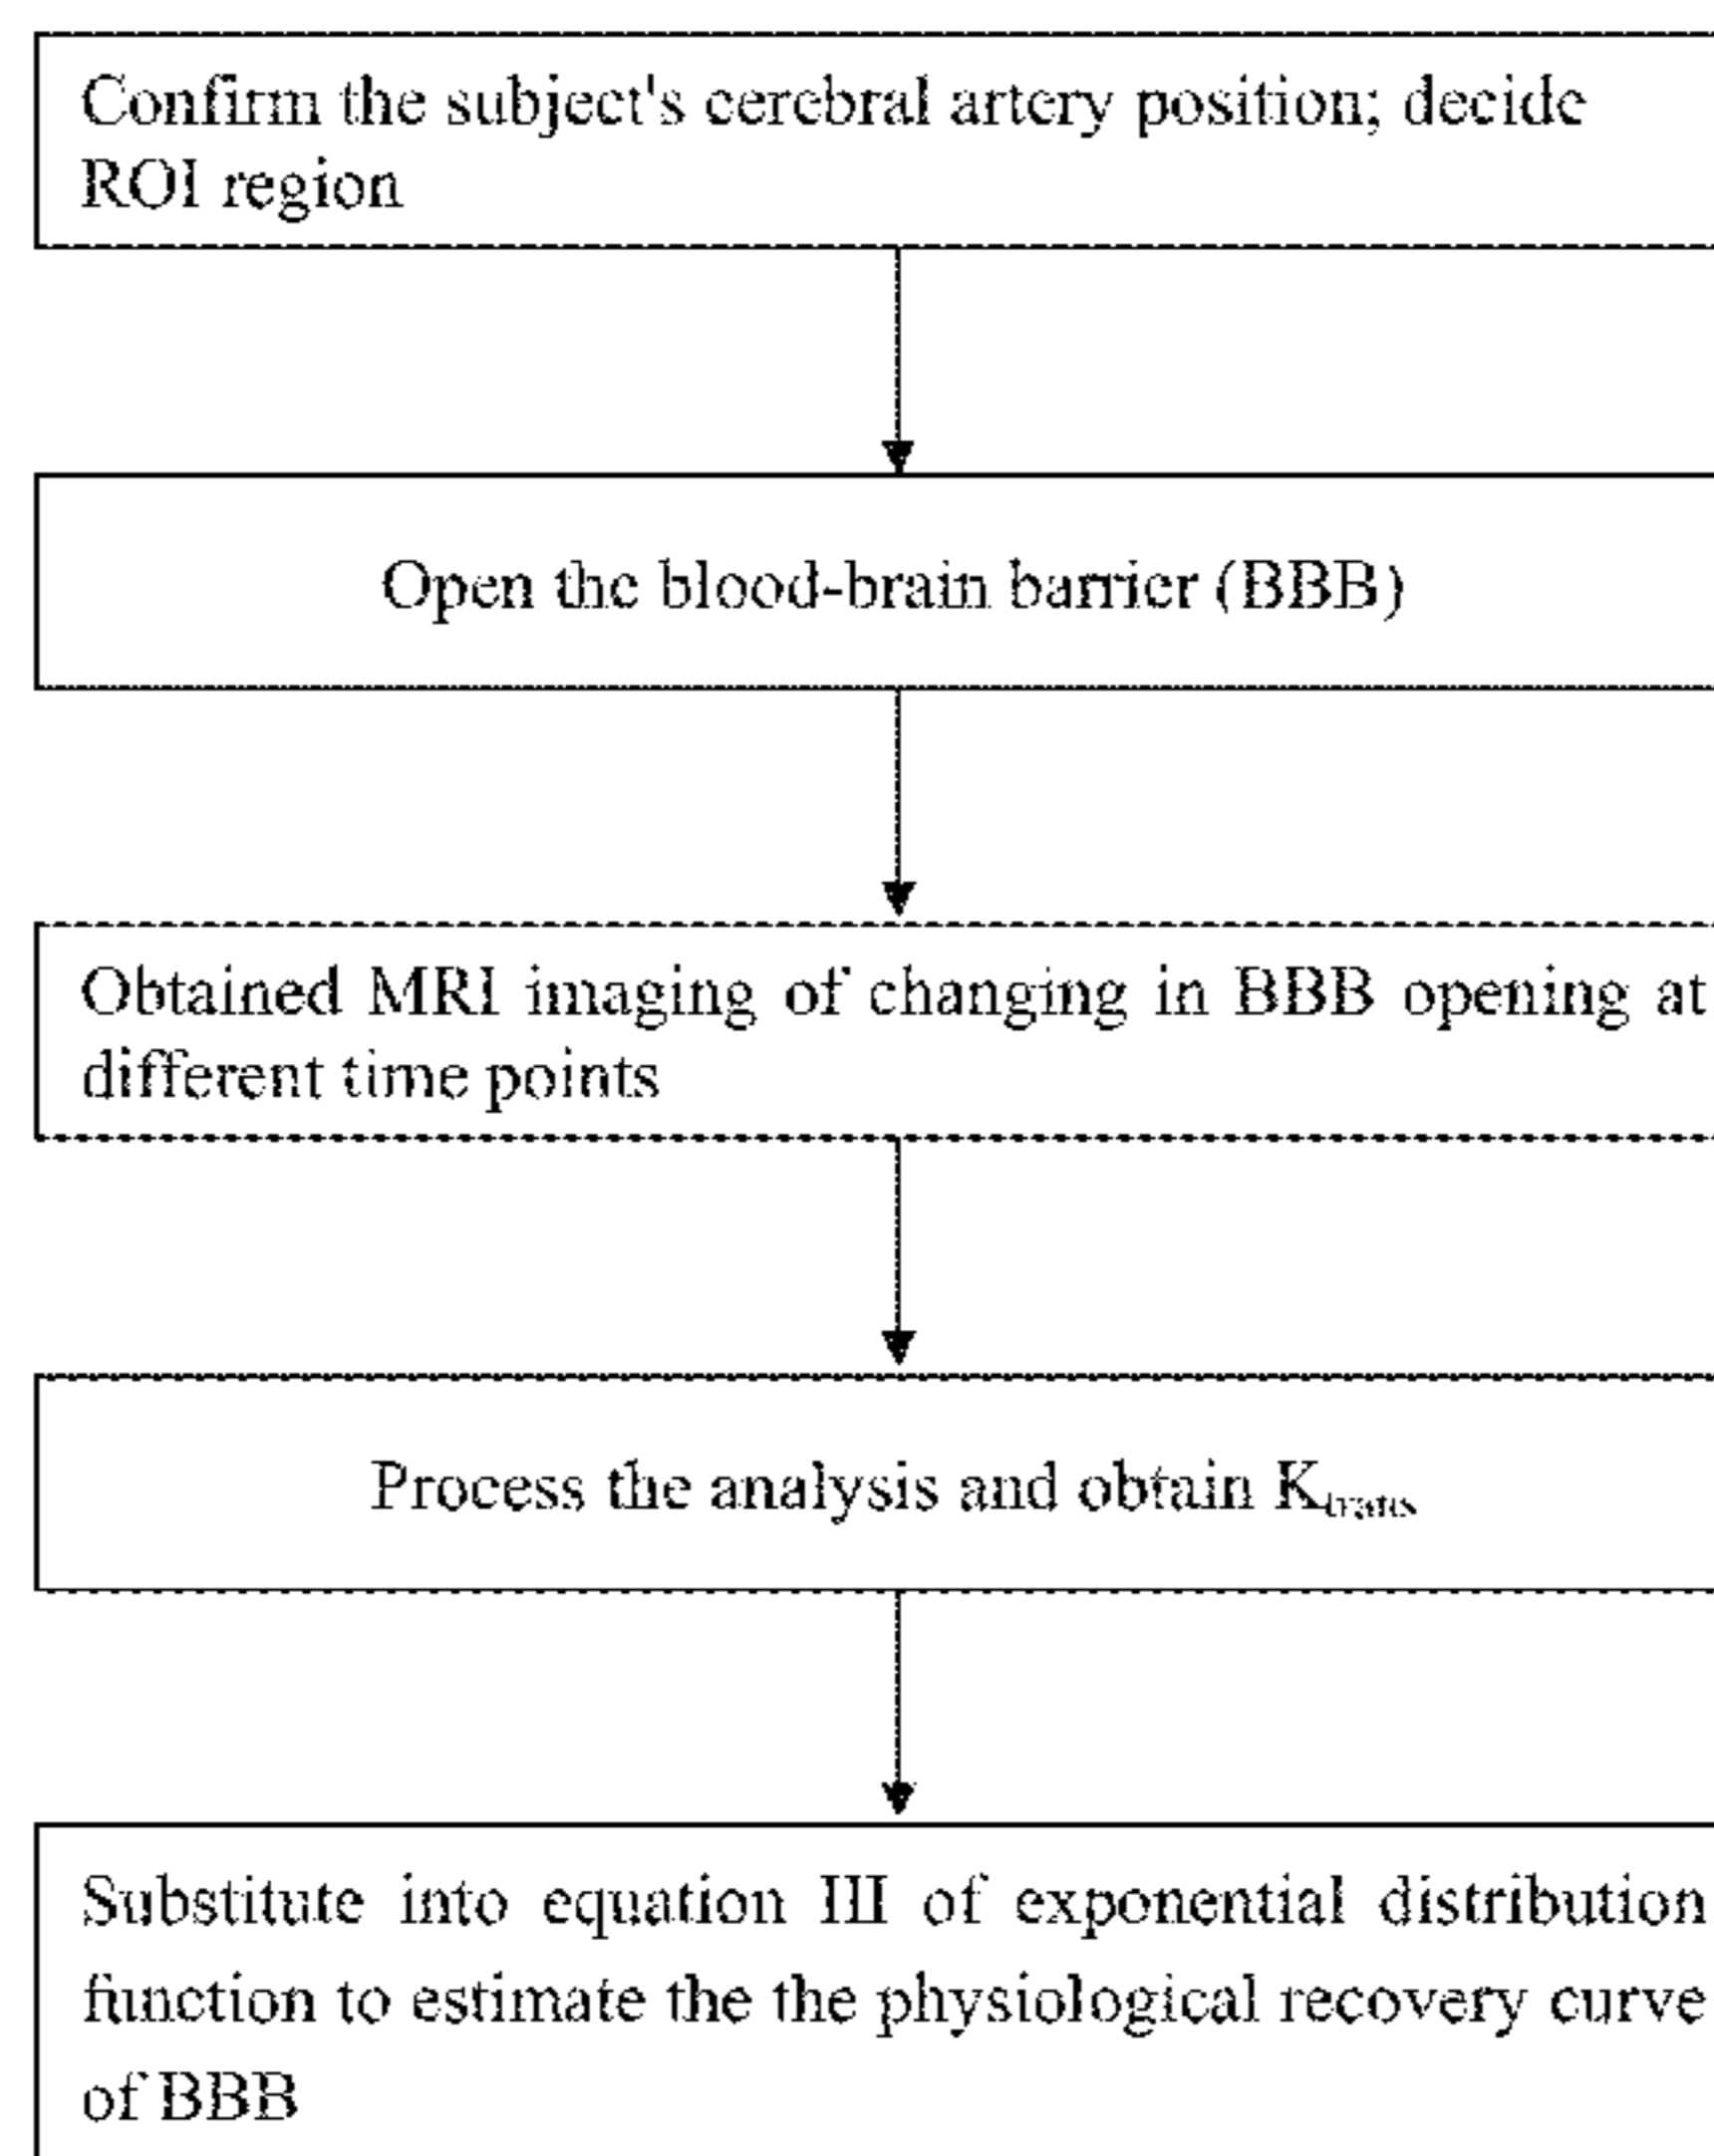 Confirm the subject's cerebral artery position; decide
ROI region
Open the blood-brain barrier (BBB)
Obtained MRI imaging of changing in BBB opening at
different time points
Process the analysis and obtain Ktrans
Substitute into equation III of exponential distribution
function to estimate the the physiological recovery curve
of BBB